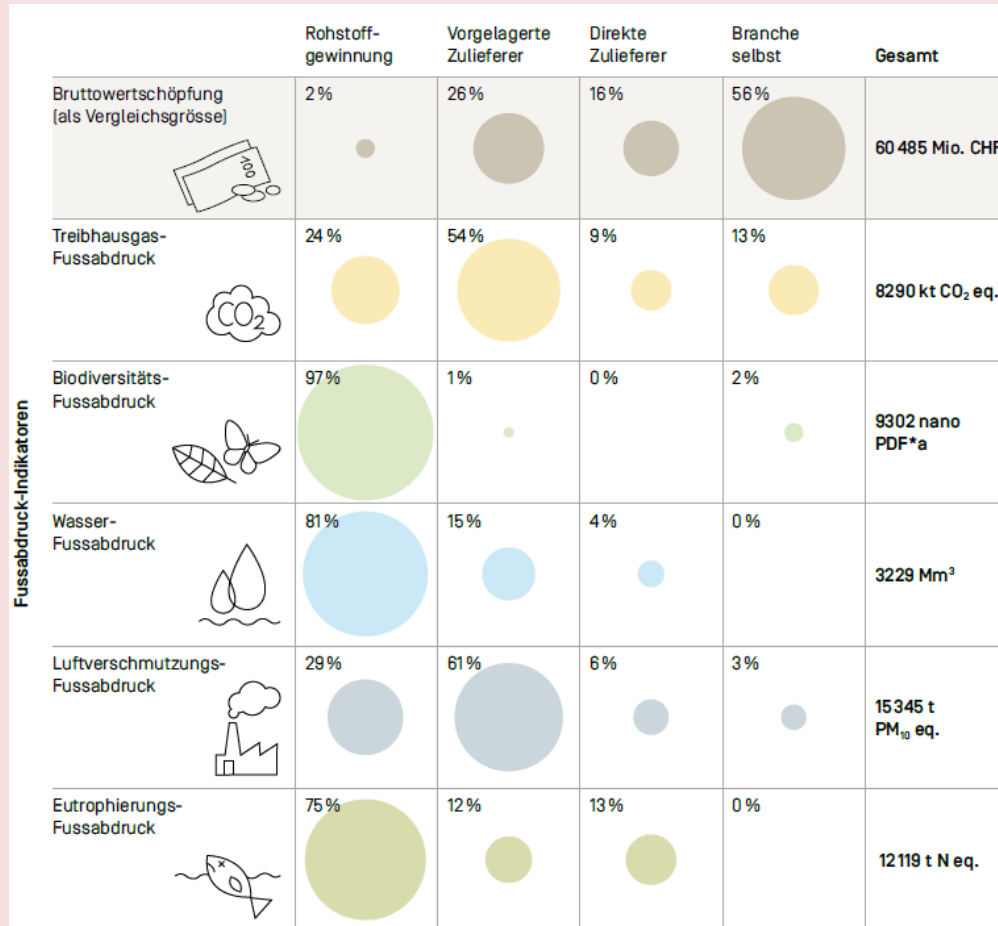 Rohstoff-
gewinnung
Vorgelagerte
Zulieferer
Direkte
Zulieferer
Branche
selbst
Gesamt
Fussabdruck-Indikatoren
Bruttowertschöpfung
(als Vergleichsgrösse)
100
2 %
26 %
16 %
56 %
60 485 Mio. CHF
Treibhausgas-
Fussabdruck
CO2
24 %
54 %
9 %
13 %
8290 kt CO₂ eq.
Biodiversitäts-
Fussabdruck
97 %
1 %
0 %
2 %
9302 nano
PDF*a
Wasser-
Fussabdruck
81 %
15 %
4 %
0 %
3229 Mm³
Luftverschmutzungs-
Fussabdruck
29 %
61 %
6 %
3 %
15 345 t
PM₁₀ eq.
Eutrophierungs-
Fussabdruck
75 %
12 %
13 %
0 %
12 119 t N eq.